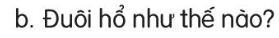 b. Đuôi hổ như thế nào?